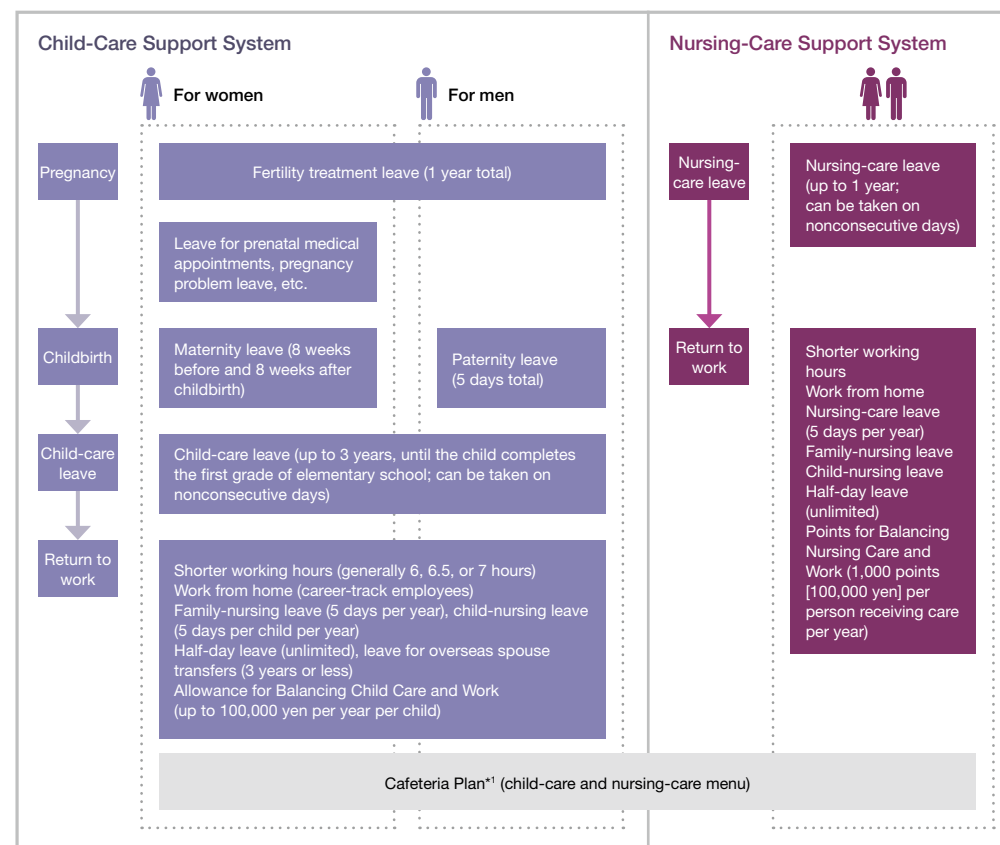 Child-Care Support System
For women
For men
Pregnancy
Fertility treatment leave (1 year total)
Leave for prenatal medical
appointments, pregnancy
problem leave, etc.
Childbirth
Maternity leave (8 weeks
before and 8 weeks after
childbirth)
Paternity leave
(5 days total)
Child-care
leave
Child-care leave (up to 3 years, until the child completes
the first grade of elementary school; can be taken on
nonconsecutive days)
Return to
work
Shorter working hours (generally 6, 6.5, or 7 hours)
Work from home (career-track employees)
Family-nursing leave (5 days per year), child-nursing leave
(5 days per child per year)
Half-day leave (unlimited), leave for overseas spouse
transfers (3 years or less)
Allowance for Balancing Child Care and Work
(up to 100,000 yen per year per child)
Nursing-Care Support System
Nursing-
care leave
Nursing-care leave
(up to 1 year;
can be taken on
nonconsecutive days)
Return to
work
Shorter working
hours
Work from home
Nursing-care leave
(5 days per year)
Family-nursing leave
Child-nursing leave
Half-day leave
(unlimited)
Points for Balancing
Nursing Care and
Work (1,000 points
[100,000 yen] per
person receiving care
per year)
Cafeteria Plan*1 (child-care and nursing-care menu)